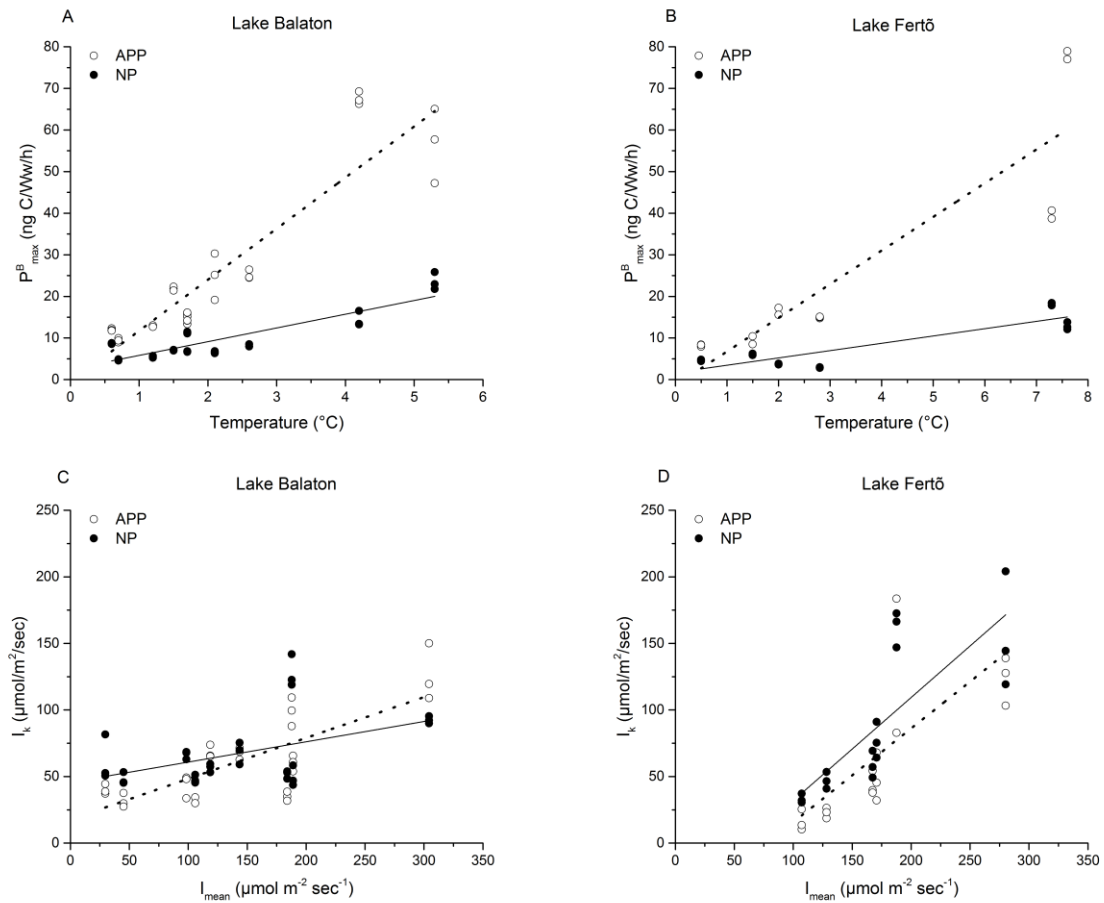 A
Lake Balaton
APP
NP
80
70
60
50
40
30
20
10
0
P^B_max (ng C/Ww/h)
0 1 2 3 4 5 6
Temperature (°C)
B
Lake Fertõ
APP
NP
80
70
60
50
40
30
20
10
0
P^B_max (ng C/Ww/h)
0 1 2 3 4 5 6 7 8
Temperature (°C)
C
Lake Balaton
APP
NP
250
200
150
100
50
0
I_k (µmol/m²/sec)
0 50 100 150 200 250 300 350
I_mean (µmol m⁻² sec⁻¹)
D
Lake Fertõ
APP
NP
250
200
150
100
50
0
I_k (µmol/m²/sec)
0 50 100 150 200 250 300 350
I_mean (µmol m⁻² sec⁻¹)